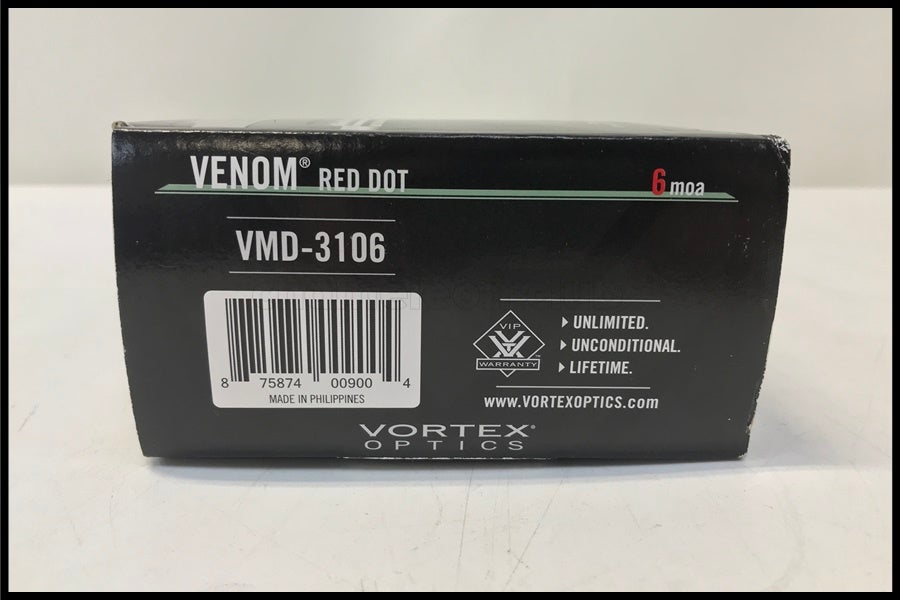 VENOM® RED DOT
6 moa
VMD-3106
8 75874 00900 4
MADE IN PHILIPPINES
VIP
WARRANTY
UNLIMITED.
UNCONDITIONAL.
LIFETIME.
www.VORTEXOPTICS.com
VORTEX®
OPTICS